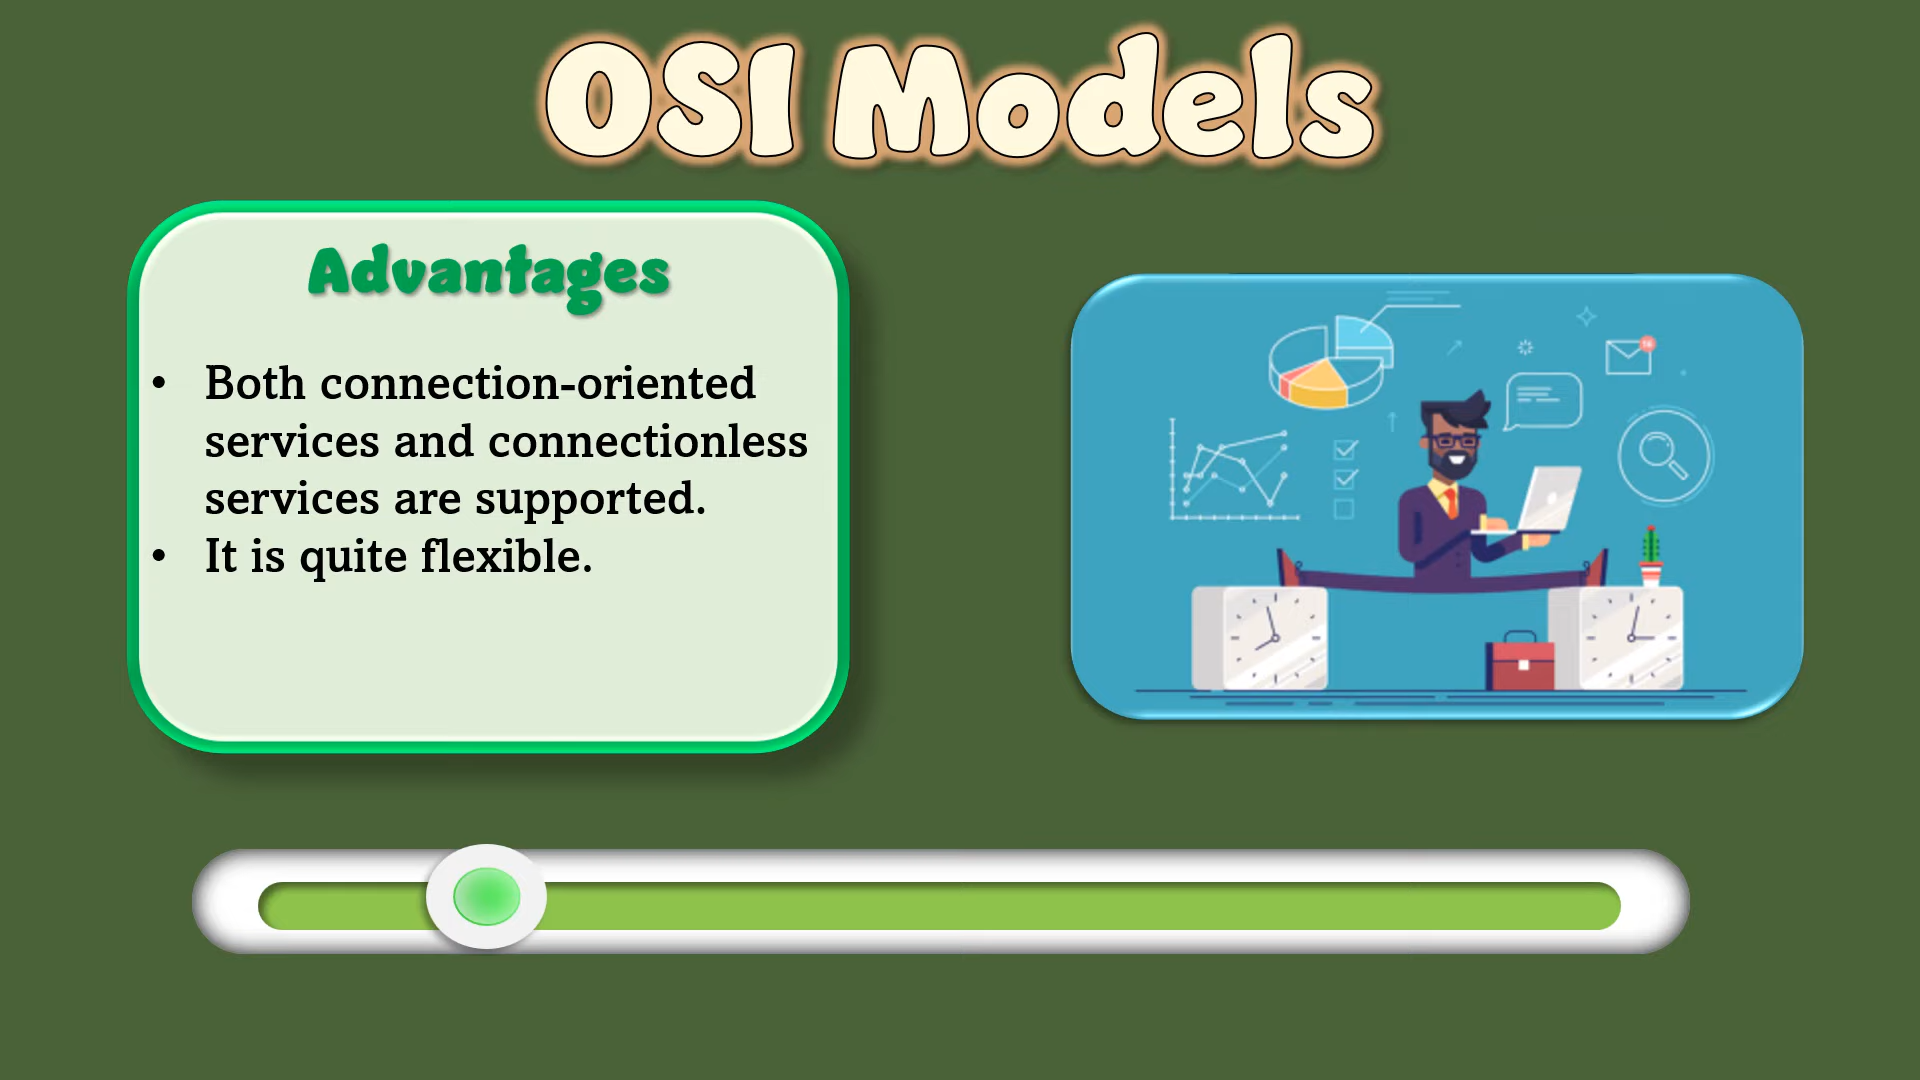 OSI Models
Advantages
• Both connection-oriented
services and connectionless
services are supported.
• It is quite flexible.